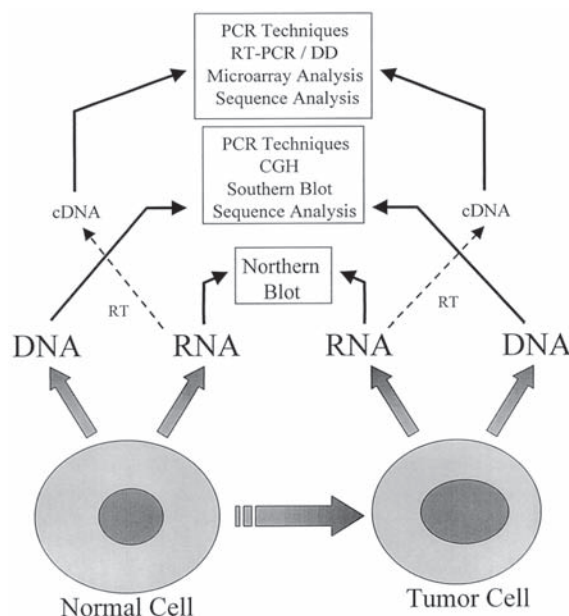 PCR Techniques
RT-PCR / DD
Microarray Analysis
Sequence Analysis
PCR Techniques
CGH
Southern Blot
Sequence Analysis
cDNA
cDNA
Northern
Blot
RT
RT
DNA
RNA
RNA
DNA
Normal Cell
Tumor Cell